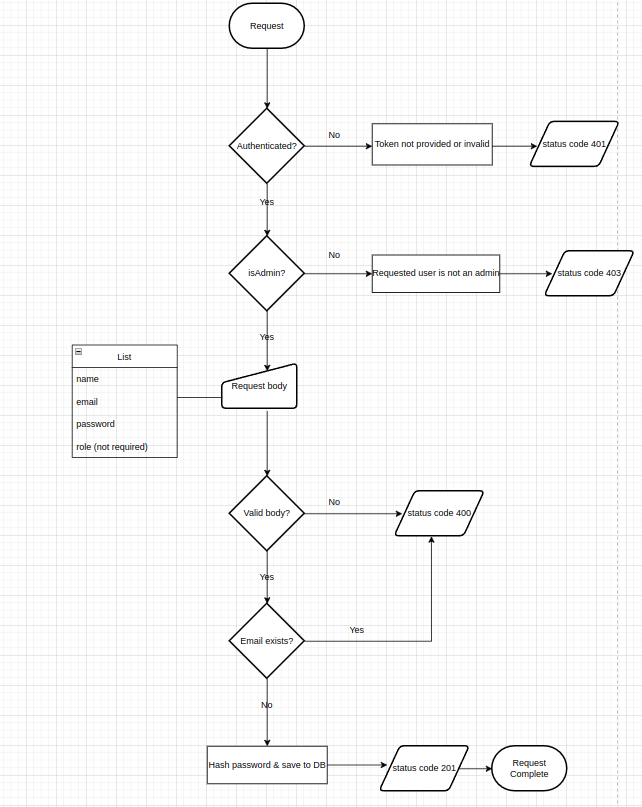 Request
Authenticated?
No
Token not provided or invalid
status code 401
Yes
isAdmin?
No
Requested user is not an admin
status code 403
Yes
List
name
email
password
role (not required)
Request body
Valid body?
No
status code 400
Yes
Email exists?
Yes
No
Hash password & save to DB
status code 201
Request
Complete